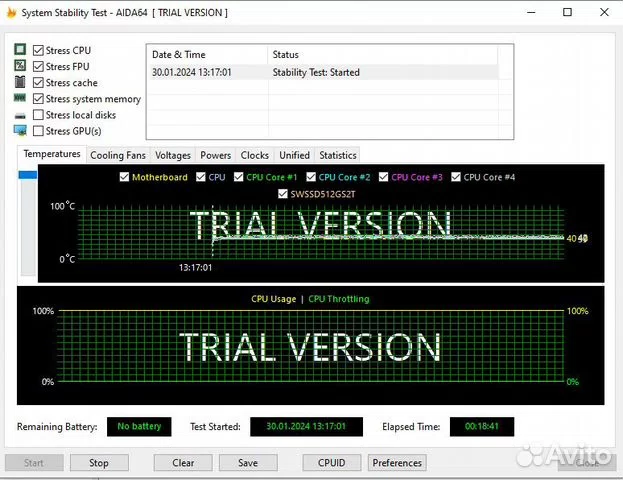 System Stability Test - AIDA64 [ TRIAL VERSION ]
Stress CPU
Stress FPU
Stress cache
Stress system memory
Stress local disks
Stress GPU(s)
Date & Time Status
30.01.2024 13:17:01 Stability Test: Started
Temperatures Cooling Fans Voltages Powers Clocks Unified Statistics
Motherboard CPU CPU Core #1 CPU Core #2 CPU Core #3 CPU Core #4
SWSSD512GS2T
100°C
TRIAL VERSION
40
0°C
13:17:01
CPU Usage | CPU Throttling
100% 100%
TRIAL VERSION
0% 0%
Remaining Battery: No battery Test Started: 30.01.2024 13:17:01 Elapsed Time: 00:18:41
Start Stop Clear Save CPUID Preferences Close
Avito